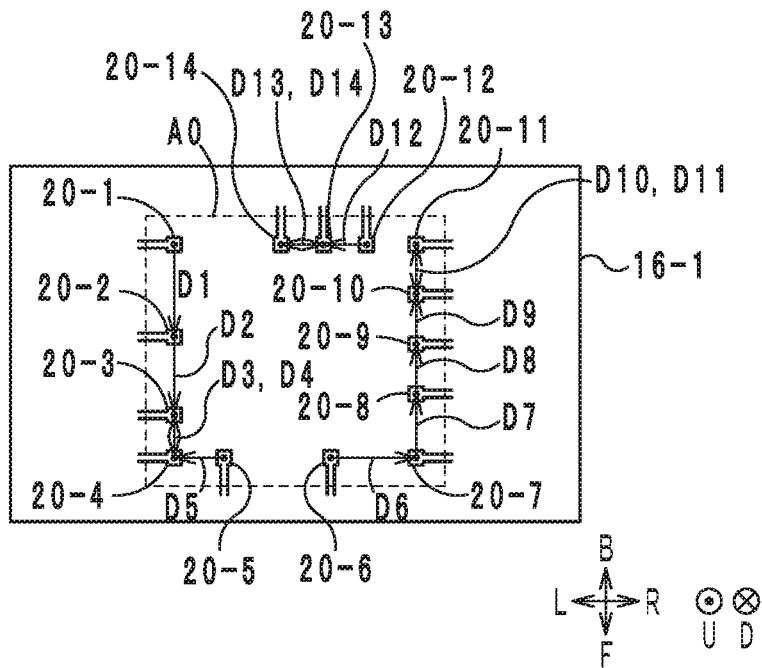 20-13
20-14
20-12
D13, D14
20-11
A0
D12
20-1
D10, D11
16-1
D1
20-10
20-2
D9
D2
20-9
D8
20-3
D3, D4
20-8
D7
20-4
20-7
D5
D6
20-5
20-6
B
L
R
F
U
D